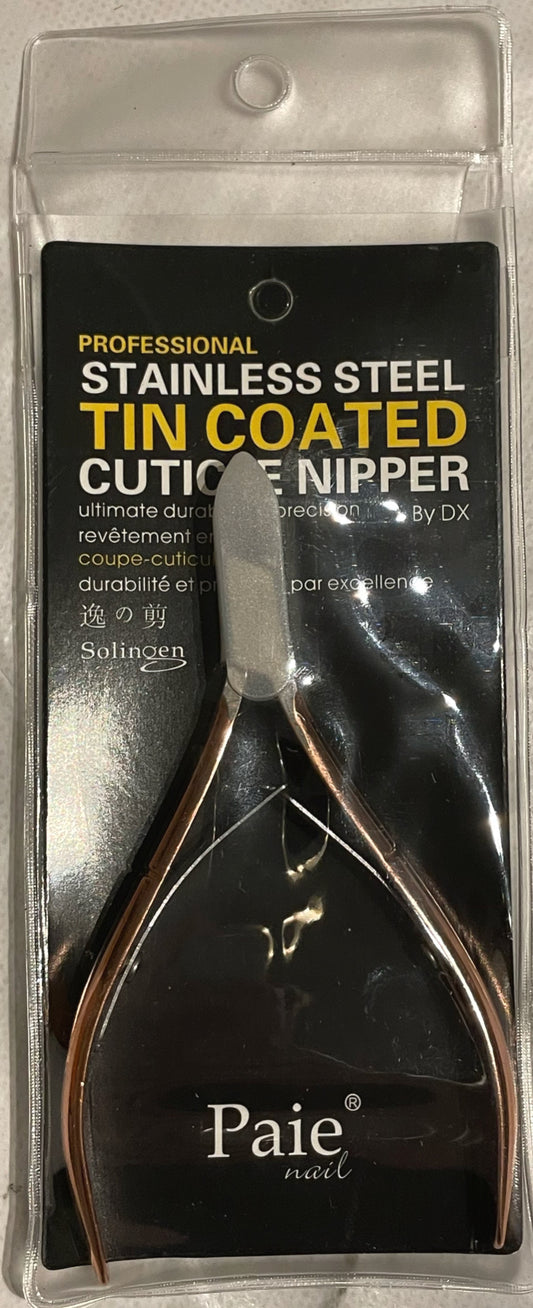 PROFESSIONAL
STAINLESS STEEL
TIN COATED
NIPPER
ultimate precision By DX
revêtement
durabilité et par excellence
逸の剪
Solingen
Paie®
nail